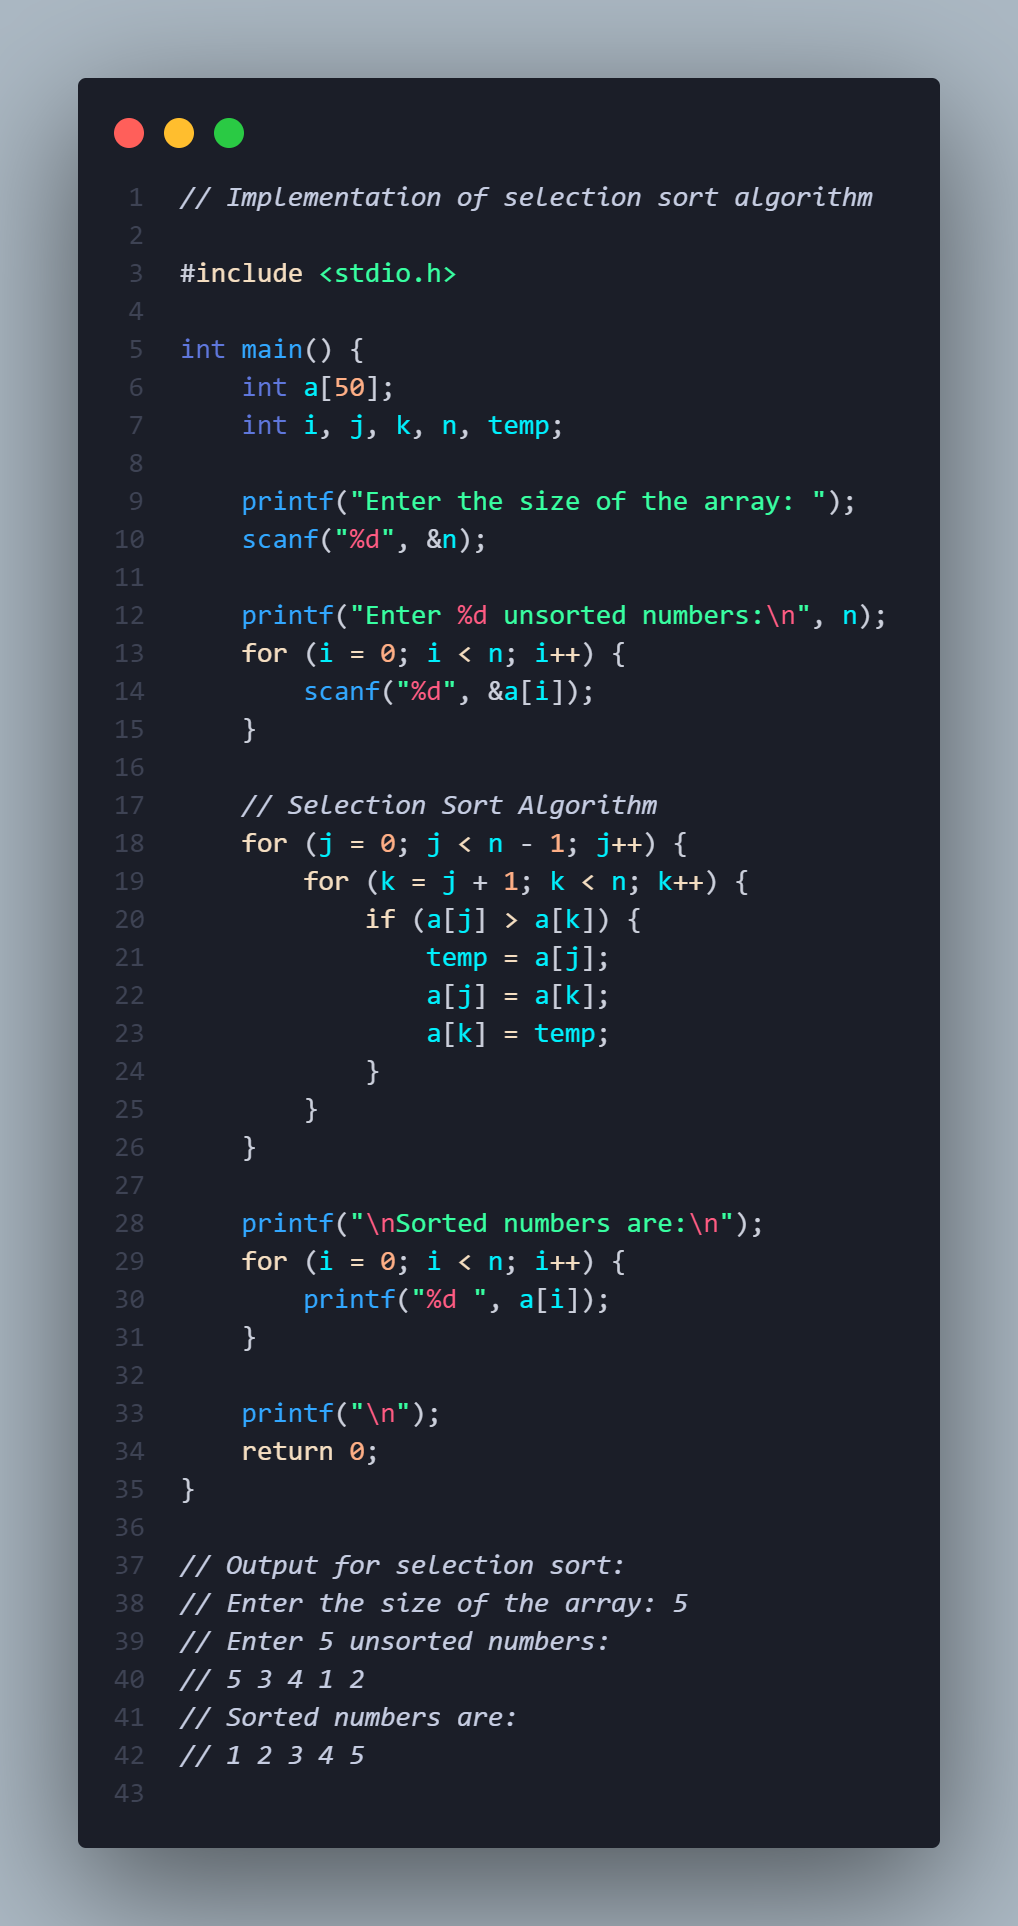 1 // Implementation of selection sort algorithm
2
3 #include <stdio.h>
4
5 int main() {
6     int a[50];
7     int i, j, k, n, temp;
8
9     printf("Enter the size of the array: ");
10     scanf("%d", &n);
11
12     printf("Enter %d unsorted numbers:\n", n);
13     for (i = 0; i < n; i++) {
14         scanf("%d", &a[i]);
15     }
16
17     // Selection Sort Algorithm
18     for (j = 0; j < n - 1; j++) {
19         for (k = j + 1; k < n; k++) {
20             if (a[j] > a[k]) {
21                 temp = a[j];
22                 a[j] = a[k];
23                 a[k] = temp;
24             }
25         }
26     }
27
28     printf("\nSorted numbers are:\n");
29     for (i = 0; i < n; i++) {
30         printf("%d ", a[i]);
31     }
32
33     printf("\n");
34     return 0;
35 }
36
37 // Output for selection sort:
38 // Enter the size of the array: 5
39 // Enter 5 unsorted numbers:
40 // 5 3 4 1 2
41 // Sorted numbers are:
42 // 1 2 3 4 5
43